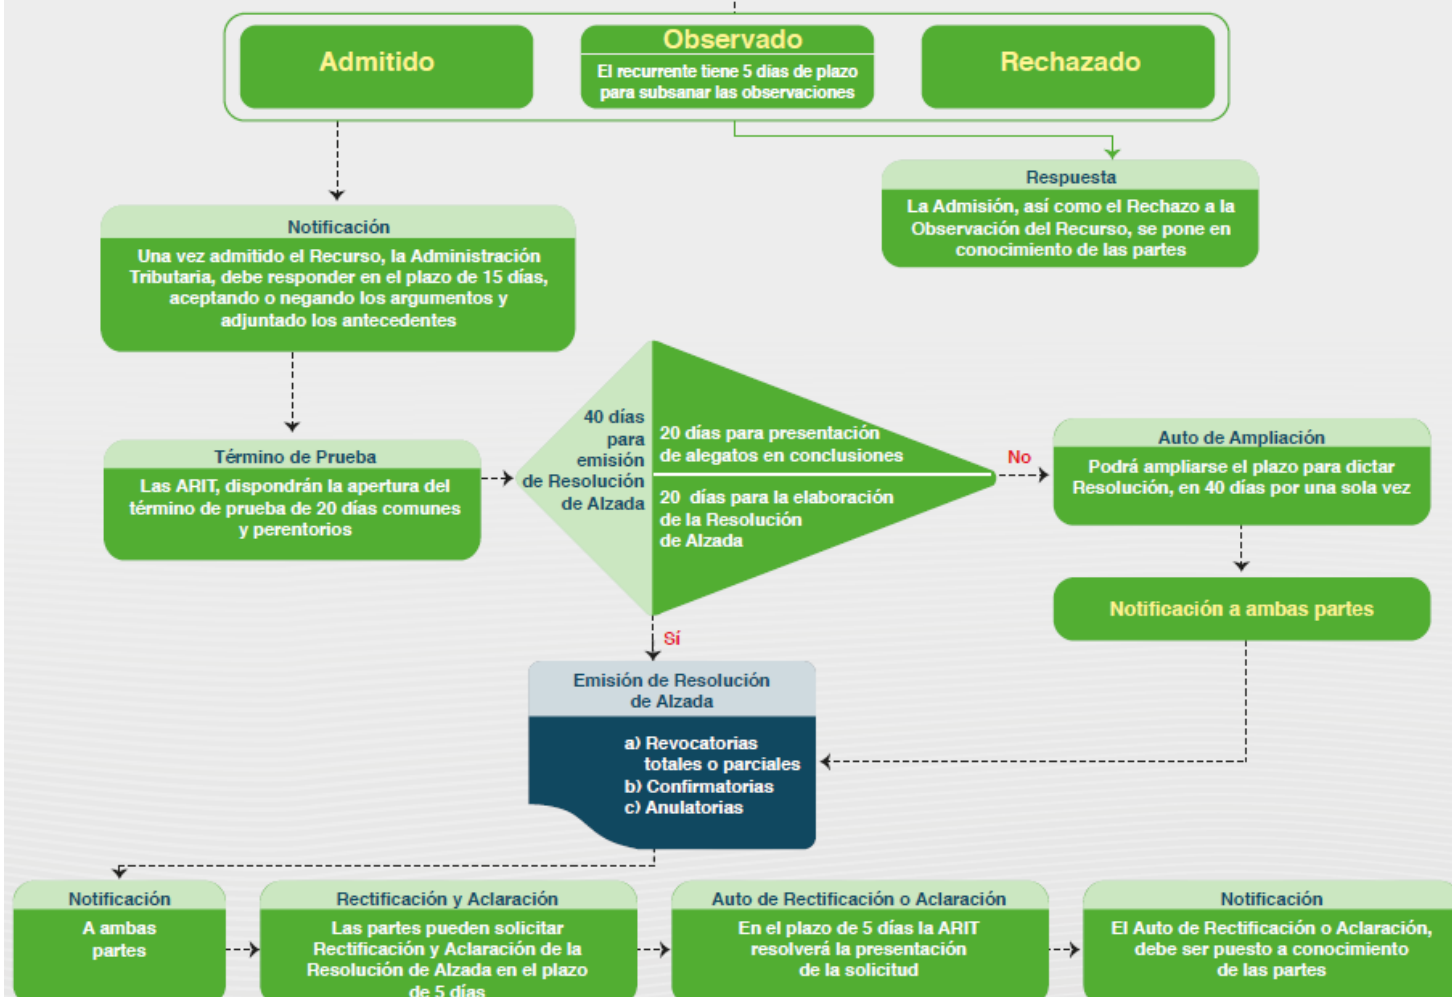 Admitido
Observado
El recurrente tiene 5 días de plazo
para subsanar las observaciones
Rechazado
Respuesta
La Admisión, así como el Rechazo a la
Observación del Recurso, se pone en
conocimiento de las partes
Notificación
Una vez admitido el Recurso, la Administración
Tributaria, debe responder en el plazo de 15 días,
aceptando o negando los argumentos y
adjuntado los antecedentes
Término de Prueba
Las ARIT, dispondrán la apertura del
término de prueba de 20 días comunes
y perentorios
40 días
para
emisión
de Resolución
de Alzada
20 días para presentación
de alegatos en conclusiones
20 días para la elaboración
de la Resolución
de Alzada
No
Auto de Ampliación
Podrá ampliarse el plazo para dictar
Resolución, en 40 días por una sola vez
Notificación a ambas partes
Sí
Emisión de Resolución
de Alzada
a) Revocatorias
totales o parciales
b) Confirmatorias
c) Anulatorias
Notificación
A ambas
partes
Rectificación y Aclaración
Las partes pueden solicitar
Rectificación y Aclaración de la
Resolución de Alzada en el plazo
de 5 días
Auto de Rectificación o Aclaración
En el plazo de 5 días la ARIT
resolverá la presentación
de la solicitud
Notificación
El Auto de Rectificación o Aclaración,
debe ser puesto a conocimiento
de las partes